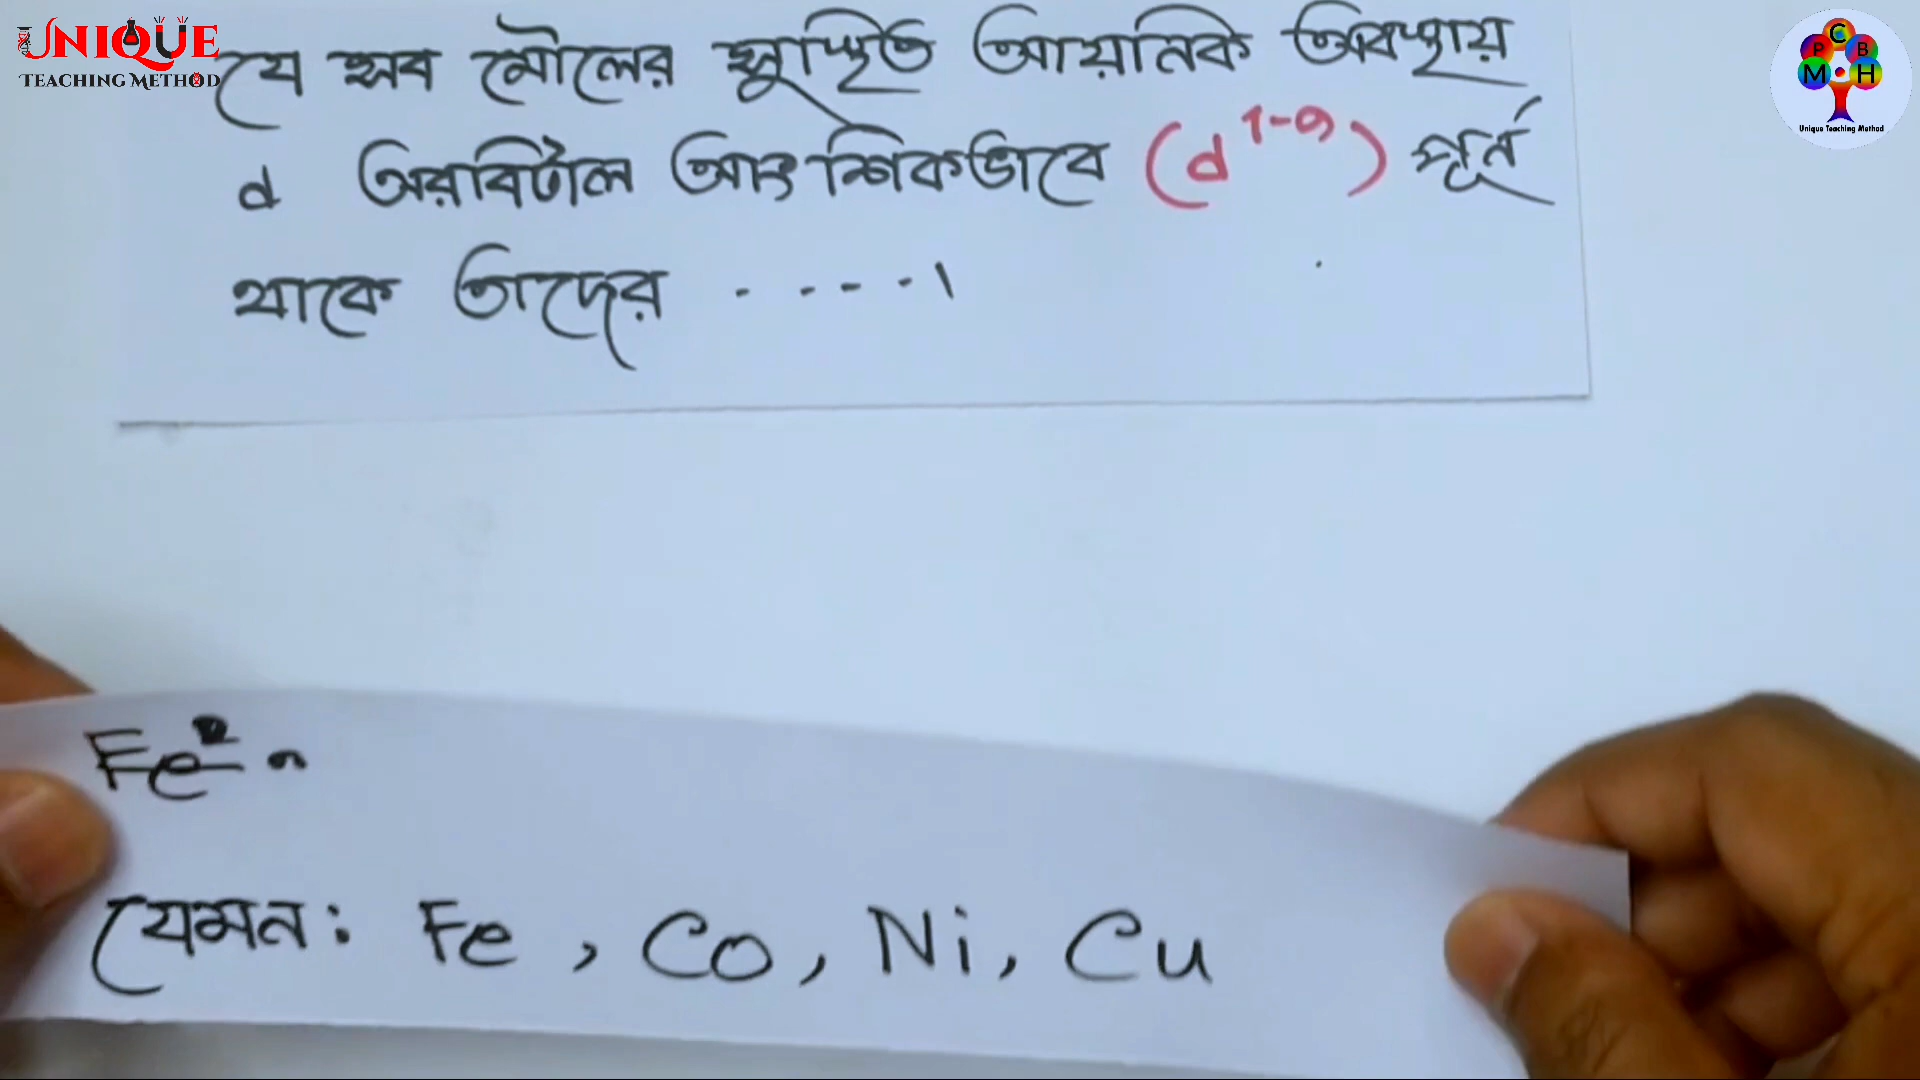 UNIQUE
TEACHING METHOD
যে সব মৌলের সুস্থিত আয়নিক অবস্থায়
d অরবিটাল আংশিকভাবে (d¹⁻⁹) পূর্ন
থাকে তাদের . . - - . ।
P C B
M H
Unique Teaching Method
Fe²
যেমন: Fe, Co, Ni, Cu